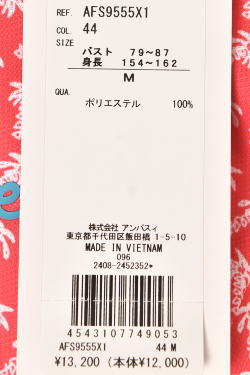 REF. AFS9555X1
COL. 44
SIZE
バスト 79～87
身長 154～162
M
QUA.
ポリエステル 100%
株式会社 アンパスィ
東京都千代田区飯田橋 1-5-10
MADE IN VIETNAM
096
2408-2452352*
4543107749053
AFS9555X1 44 M
¥13,200 (本体¥12,000)